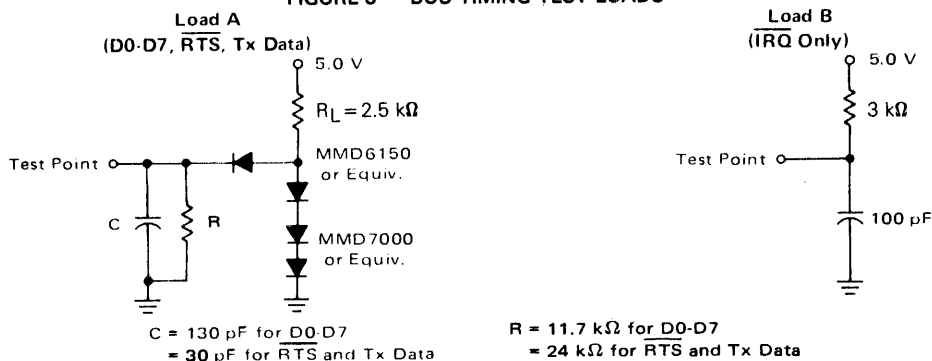 FIGURE 6 — BUS TIMING TEST LOADS
Load A
(D0-D7, RTS, Tx Data)
5.0 V
RL = 2.5 kΩ
Test Point
MMD6150
or Equiv.
C
R
MMD7000
or Equiv.
C = 130 pF for D0-D7
= 30 pF for RTS and Tx Data
R = 11.7 kΩ for D0-D7
= 24 kΩ for RTS and Tx Data
Load B
(IRQ Only)
5.0 V
3 kΩ
Test Point
100 pF